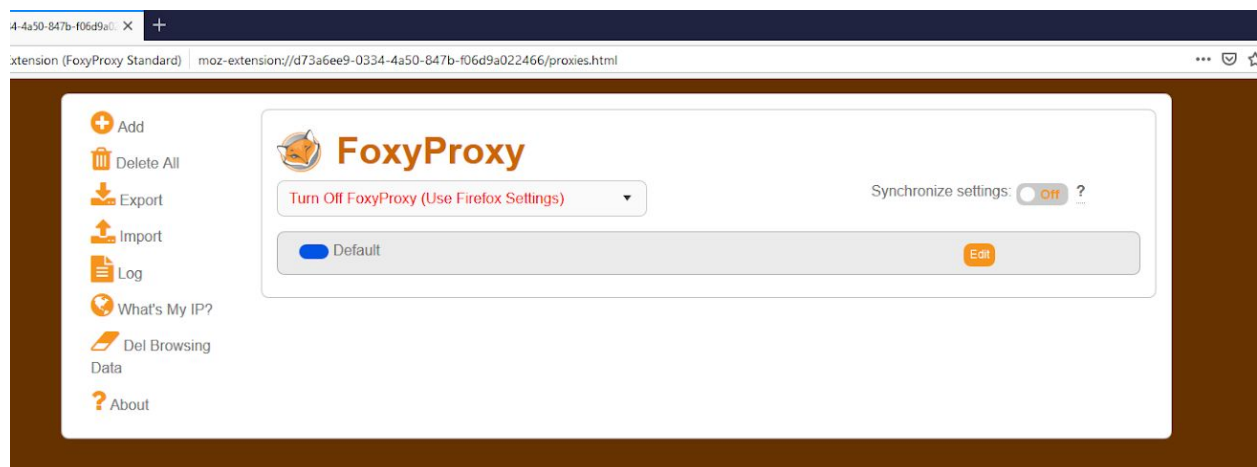 4-4a50-847b-f06d9a0
xtension (FoxyProxy Standard) moz-extension://d73a6ee9-0334-4a50-847b-f06d9a022466/proxies.html
Add
Delete All
Export
Import
Log
What's My IP?
Del Browsing
Data
? About
FoxyProxy
Turn Off FoxyProxy (Use Firefox Settings)
Synchronize settings: Off ?
Default
Edit